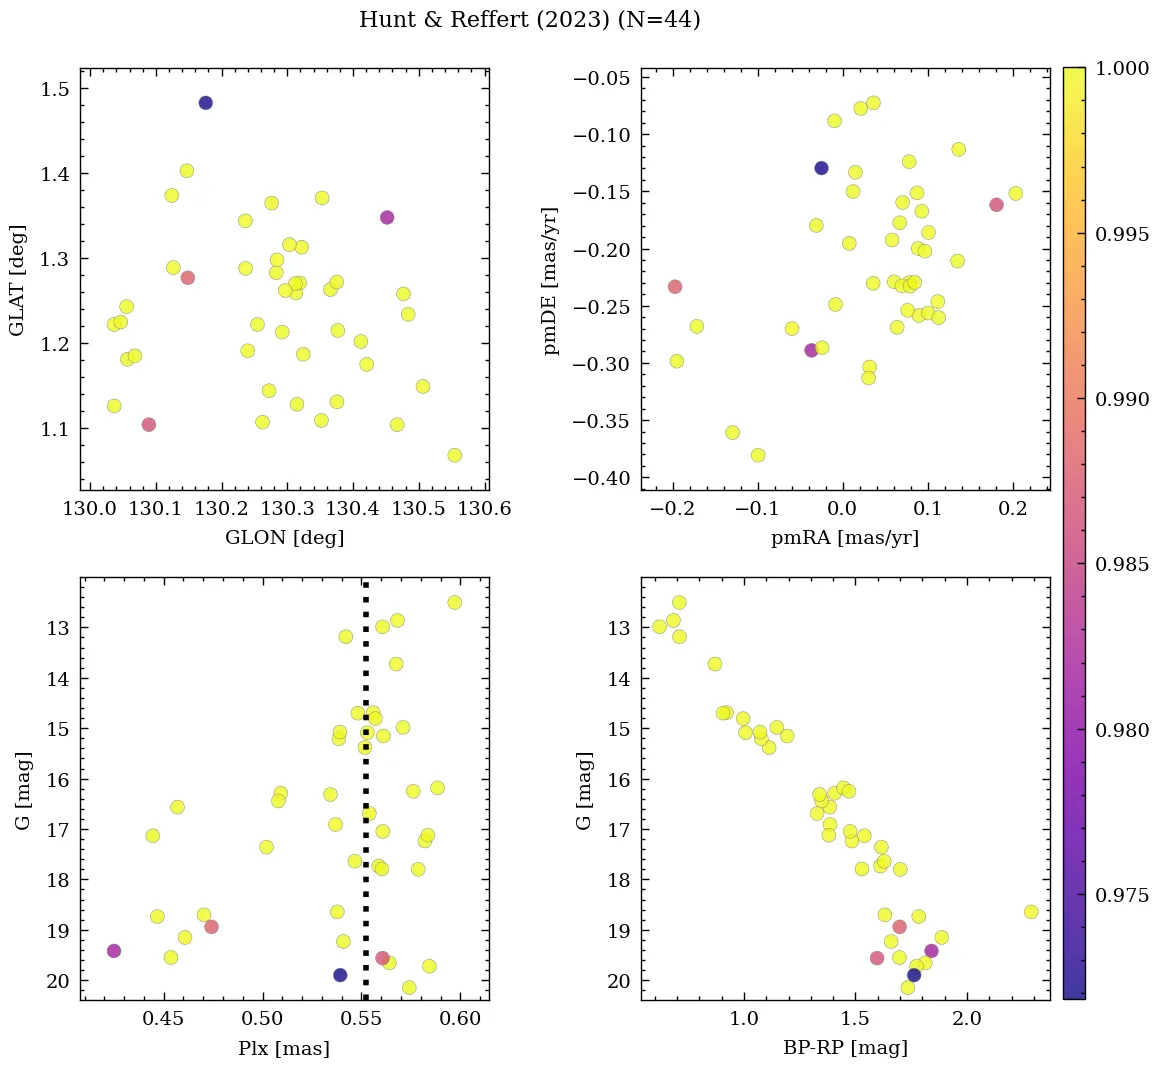 Hunt & Reffert (2023) (N=44)
1.5
1.4
1.3
1.2
1.1
GLAT [deg]
130.0 130.1 130.2 130.3 130.4 130.5 130.6
GLON [deg]
−0.05
−0.10
−0.15
−0.20
−0.25
−0.30
−0.35
−0.40
pmDE [mas/yr]
−0.2 −0.1 0.0 0.1 0.2
pmRA [mas/yr]
13
14
15
16
17
18
19
20
G [mag]
0.45 0.50 0.55 0.60
Plx [mas]
13
14
15
16
17
18
19
20
G [mag]
1.0 1.5 2.0
BP-RP [mag]
1.000
0.995
0.990
0.985
0.980
0.975